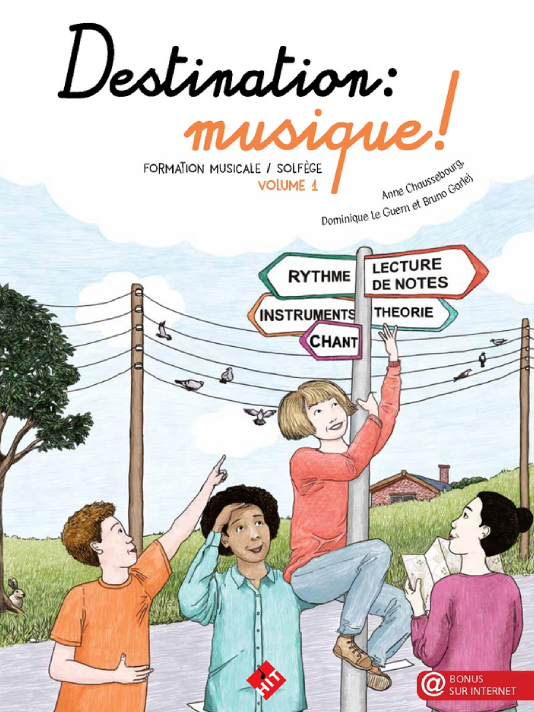 Destination:
musique!
FORMATION MUSICALE / SOLFÈGE
VOLUME 1
Anne Chaussebourg,
Dominique Le Guern et Bruno Garlej
RYTHME
LECTURE
DE NOTES
INSTRUMENTS
THEORIE
CHANT
HIT
@ BONUS
SUR INTERNET